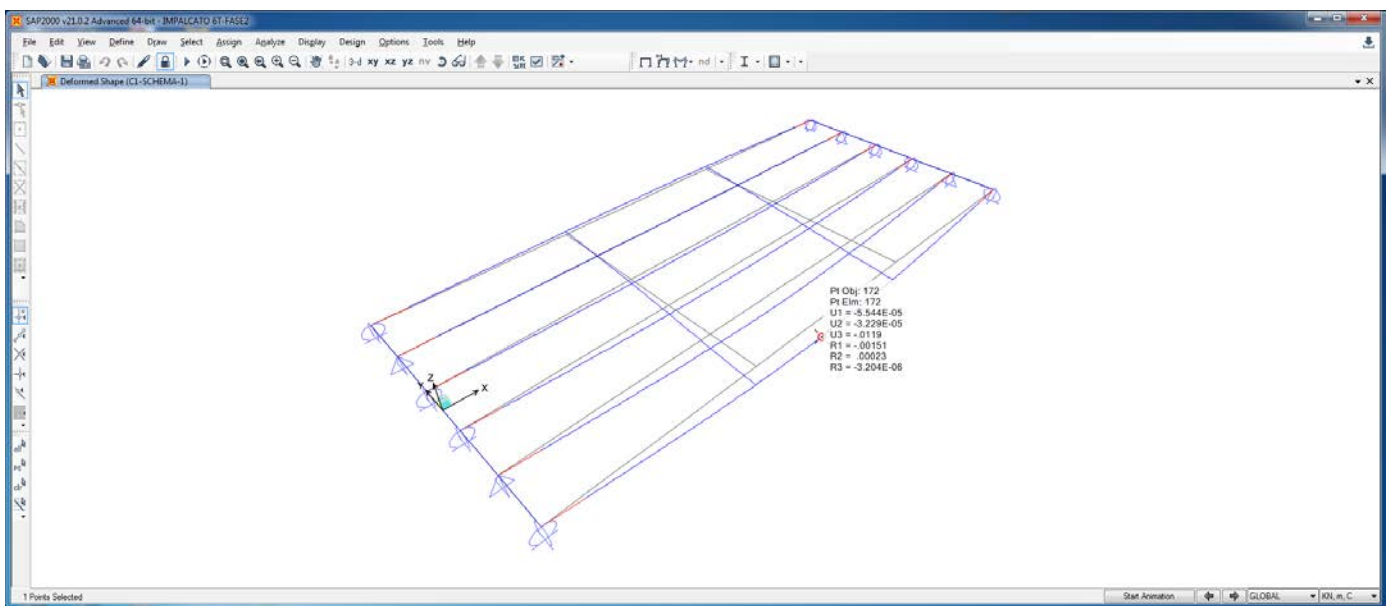 SAP2000 v21.0.2 Advanced 64-bit - IMPALCATO 6T-FASE2
File Edit View Define Draw Select Assign Analyze Display Design Options Tools Help
3-d xy xz yz nv
nd
Deformed Shape (C1-SCHEMA-1)
Z
Y
X
Pt Obj: 172
Pt Elm: 172
U1 = -5.544E-05
U2 = -3.229E-05
U3 = -.0119
R1 = -.00151
R2 = .00023
R3 = -3.204E-06
1 Points Selected
Start Animation
GLOBAL
KN, m, C